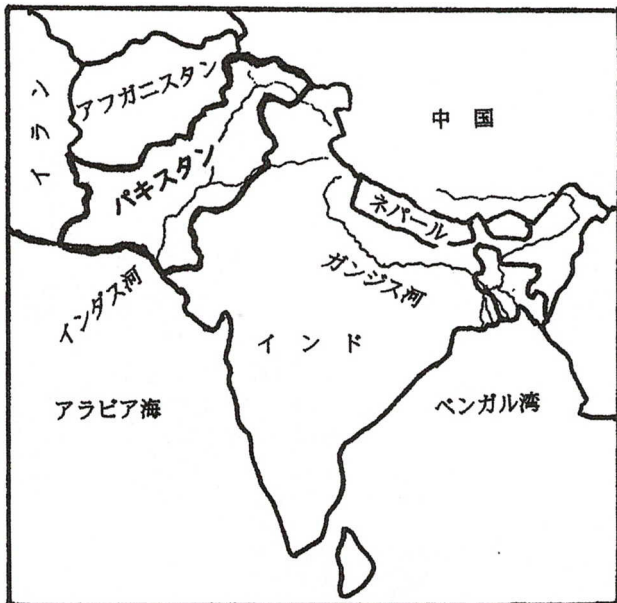 イラン
アフガニスタン
中国
パキスタン
ネパール
インダス河
ガンジス河
インド
アラビア海
ベンガル湾